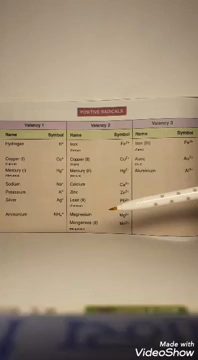 POSITIVE RADICALS
Valency 1 Valency 2 Valency 3
Name Symbol Name Symbol Name Symbol
Hydrogen H⁺ Iron Fe²⁺ Iron (III) Fe³⁺
Copper (I) Cu⁺ Copper (II) Cu²⁺ Auric
Mercury (I) Hg⁺ Mercury (II) Hg²⁺ Aluminium Al³⁺
Sodium Na⁺ Calcium Ca²⁺
Potassium K⁺ Zinc Zn²⁺
Silver Ag⁺ Lead (II)
Ammonium NH₄⁺ Magnesium Mg²⁺
Manganese (II)
Made with
VideoShow